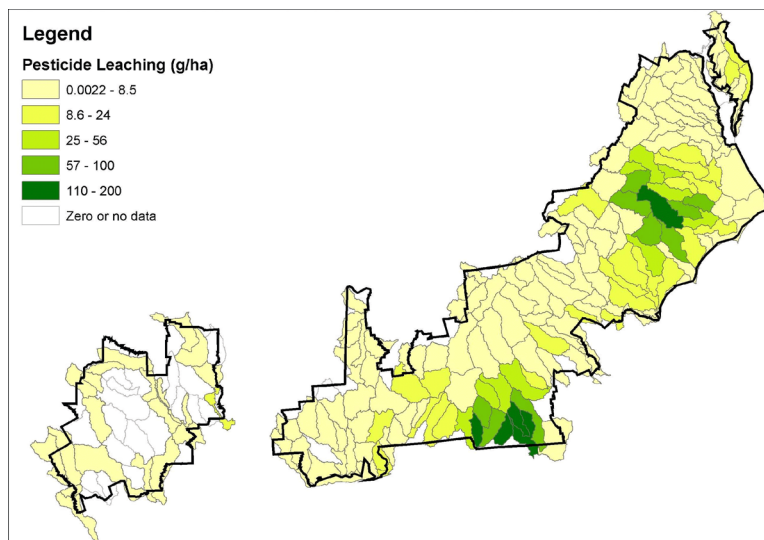 Legend
Pesticide Leaching (g/ha)
0.0022 - 8.5
8.6 - 24
25 - 56
57 - 100
110 - 200
Zero or no data